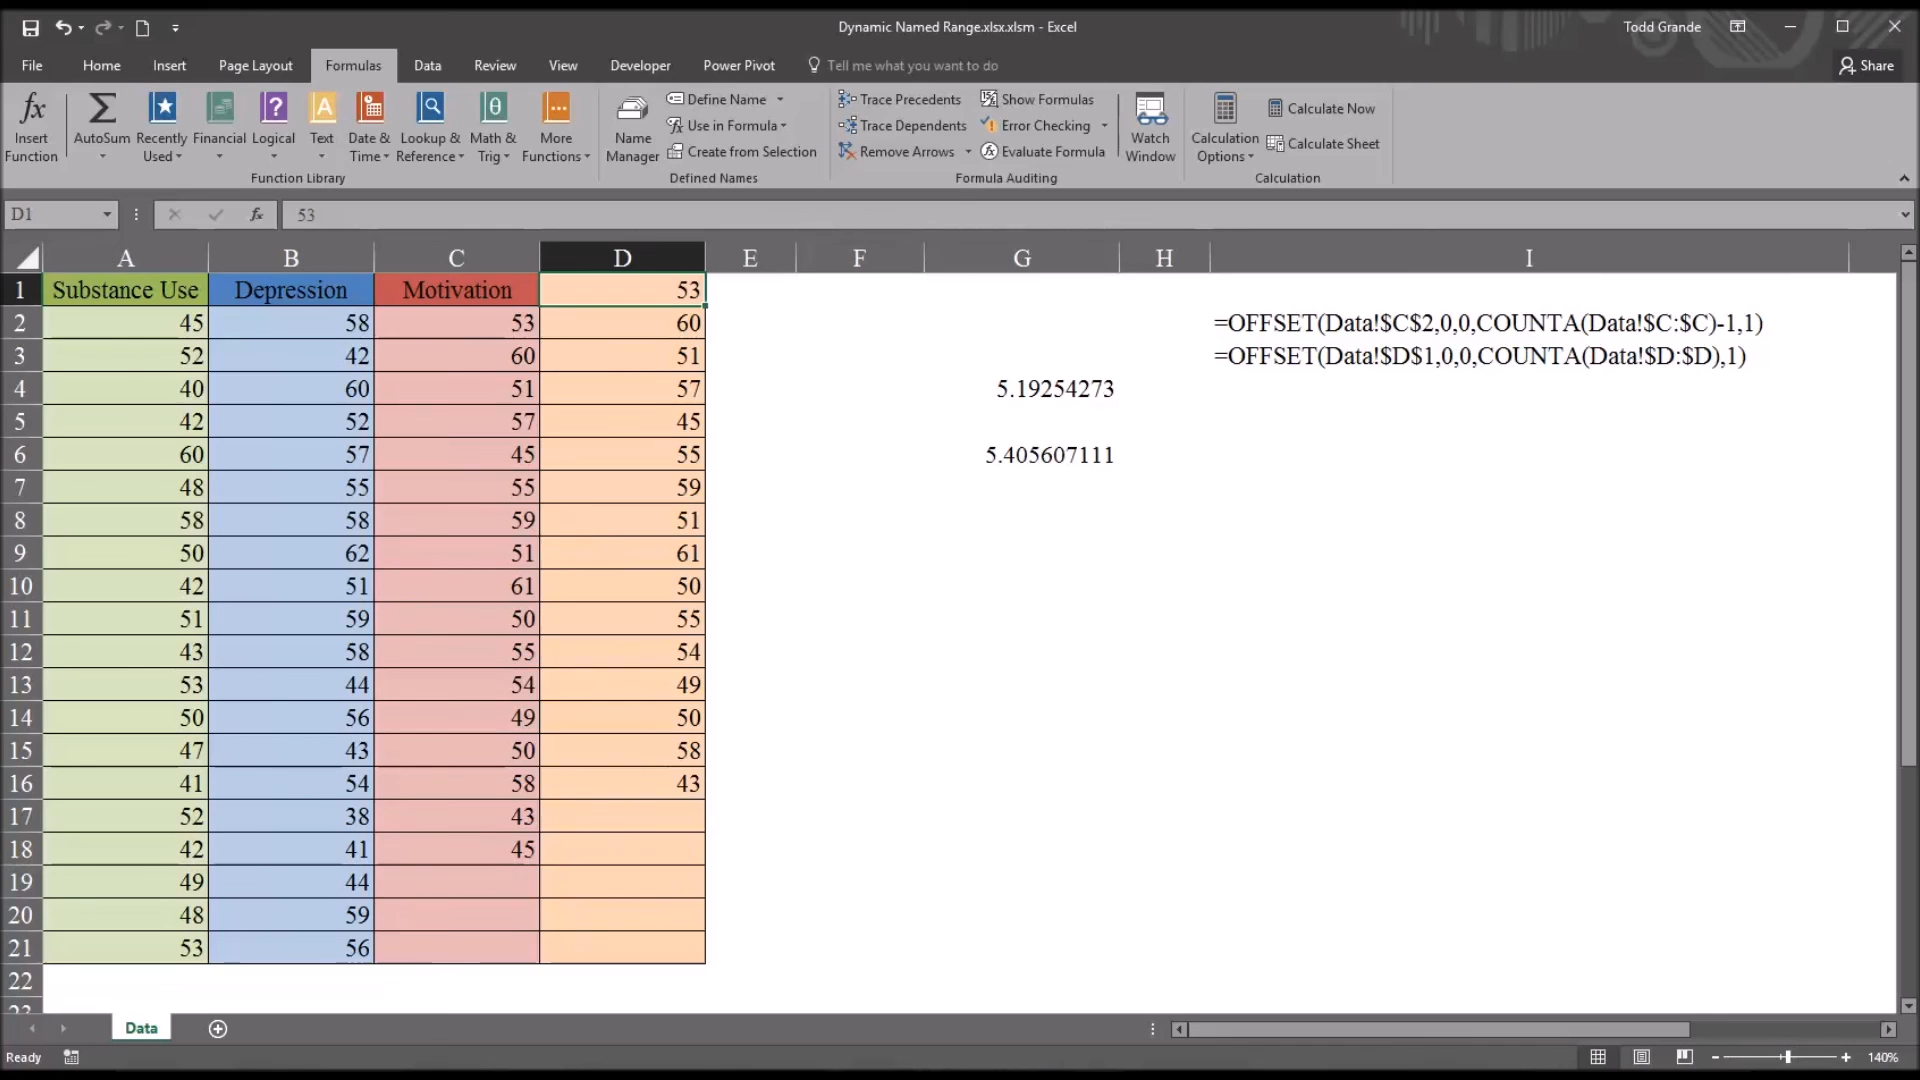 Dynamic Named Range.xlsx.xlsm - Excel
Todd Grande
File Home Insert Page Layout Formulas Data Review View Developer Power Pivot Tell me what you want to do Share
Insert Function
AutoSum
Recently Used
Financial
Logical
Text
Date & Time
Lookup & Reference
Math & Trig
More Functions
Function Library
Name Manager
Define Name
Use in Formula
Create from Selection
Defined Names
Trace Precedents
Trace Dependents
Remove Arrows
Show Formulas
Error Checking
Evaluate Formula
Formula Auditing
Watch Window
Calculation Options
Calculate Now
Calculate Sheet
Calculation
D1 fx 53
A B C D E F G H I
1 Substance Use Depression Motivation 53
2 45 58 53 60 =OFFSET(Data!$C$2,0,0,COUNTA(Data!$C:$C)-1,1)
3 52 42 60 51 =OFFSET(Data!$D$1,0,0,COUNTA(Data!$D:$D),1)
4 40 60 51 57 5.19254273
5 42 52 57 45
6 60 57 45 55 5.405607111
7 48 55 55 59
8 58 58 59 51
9 50 62 51 61
10 42 51 61 50
11 51 59 50 55
12 43 58 55 54
13 53 44 54 49
14 50 56 49 50
15 47 43 50 58
16 41 54 58 43
17 52 38 43
18 42 41 45
19 49 44
20 48 59
21 53 56
22
23
Data
Ready
140%